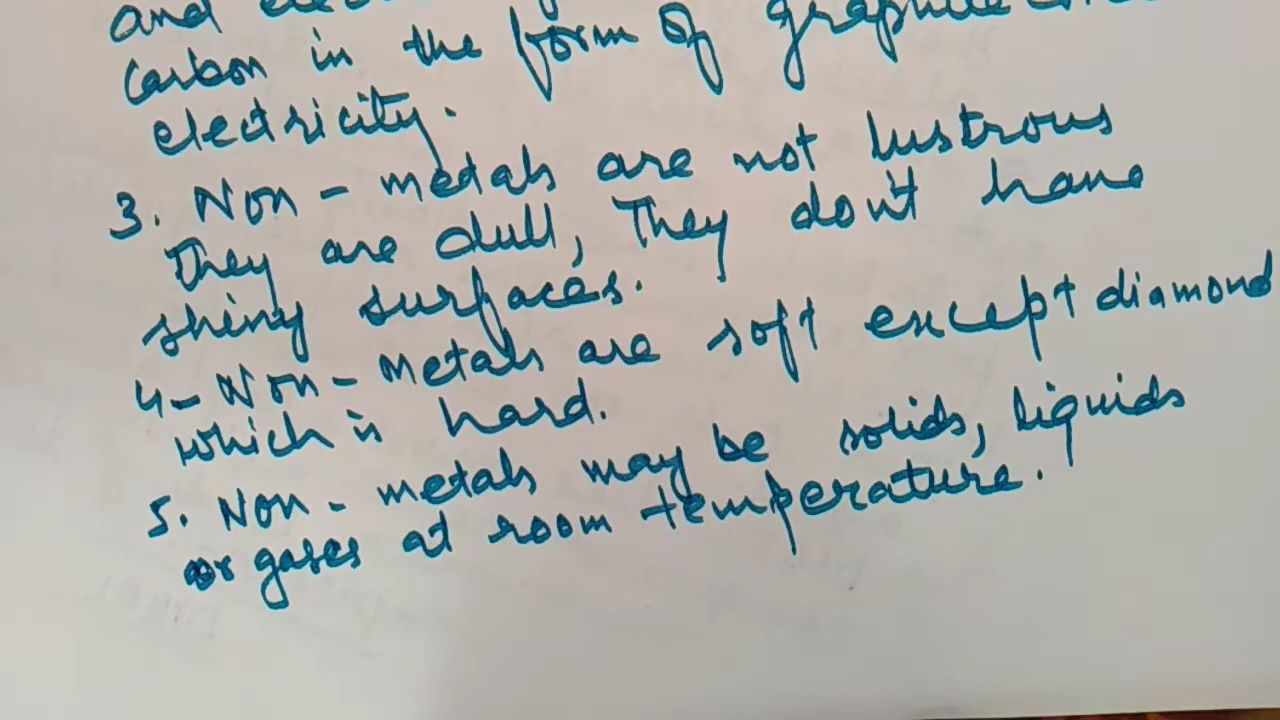 and
carbon in the form of graphite
electricity.
3. Non - metals are not lustrous
They are dull, They don't have
shiny surfaces.
4- Non - metals are soft except diamond
which is hard.
5. Non - metals may be solids, liquids
or gases at room temperature.